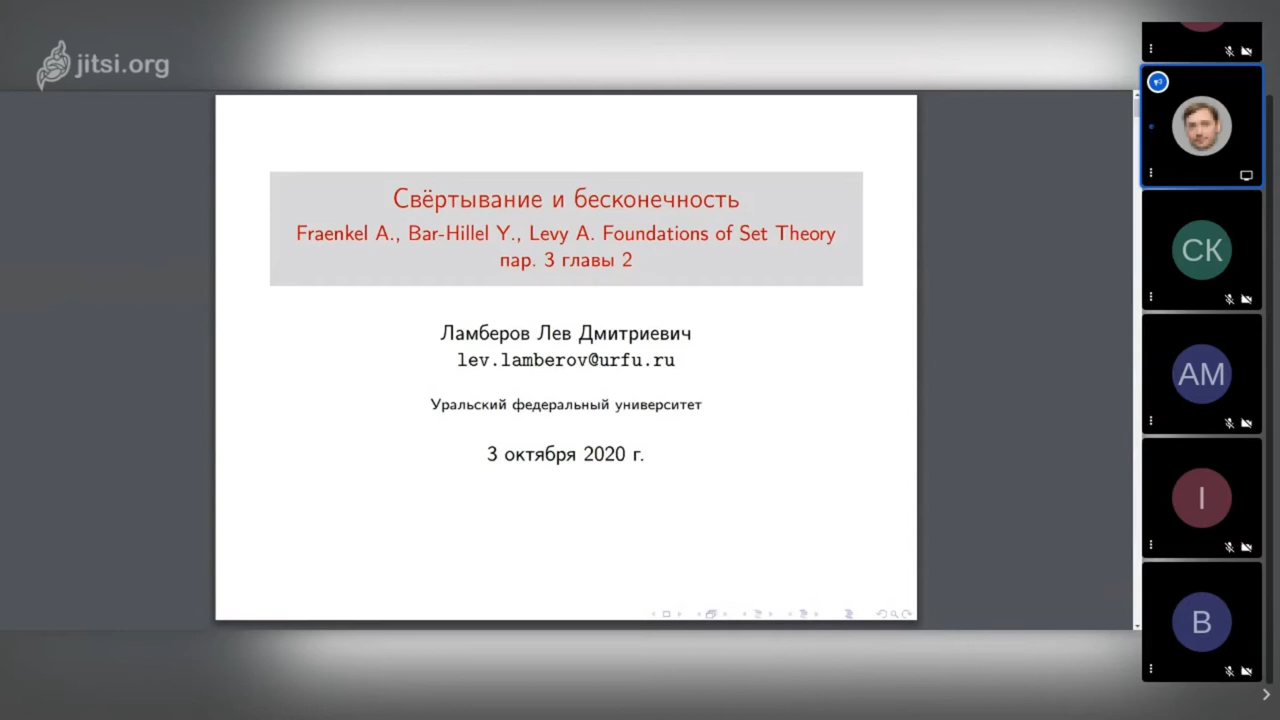 jitsi.org
Свёртывание и бесконечность
Fraenkel A., Bar-Hillel Y., Levy A. Foundations of Set Theory
пар. 3 главы 2
Ламберов Лев Дмитриевич
lev.lamberov@urfu.ru
Уральский федеральный университет
3 октября 2020 г.
СК
AM
I
B